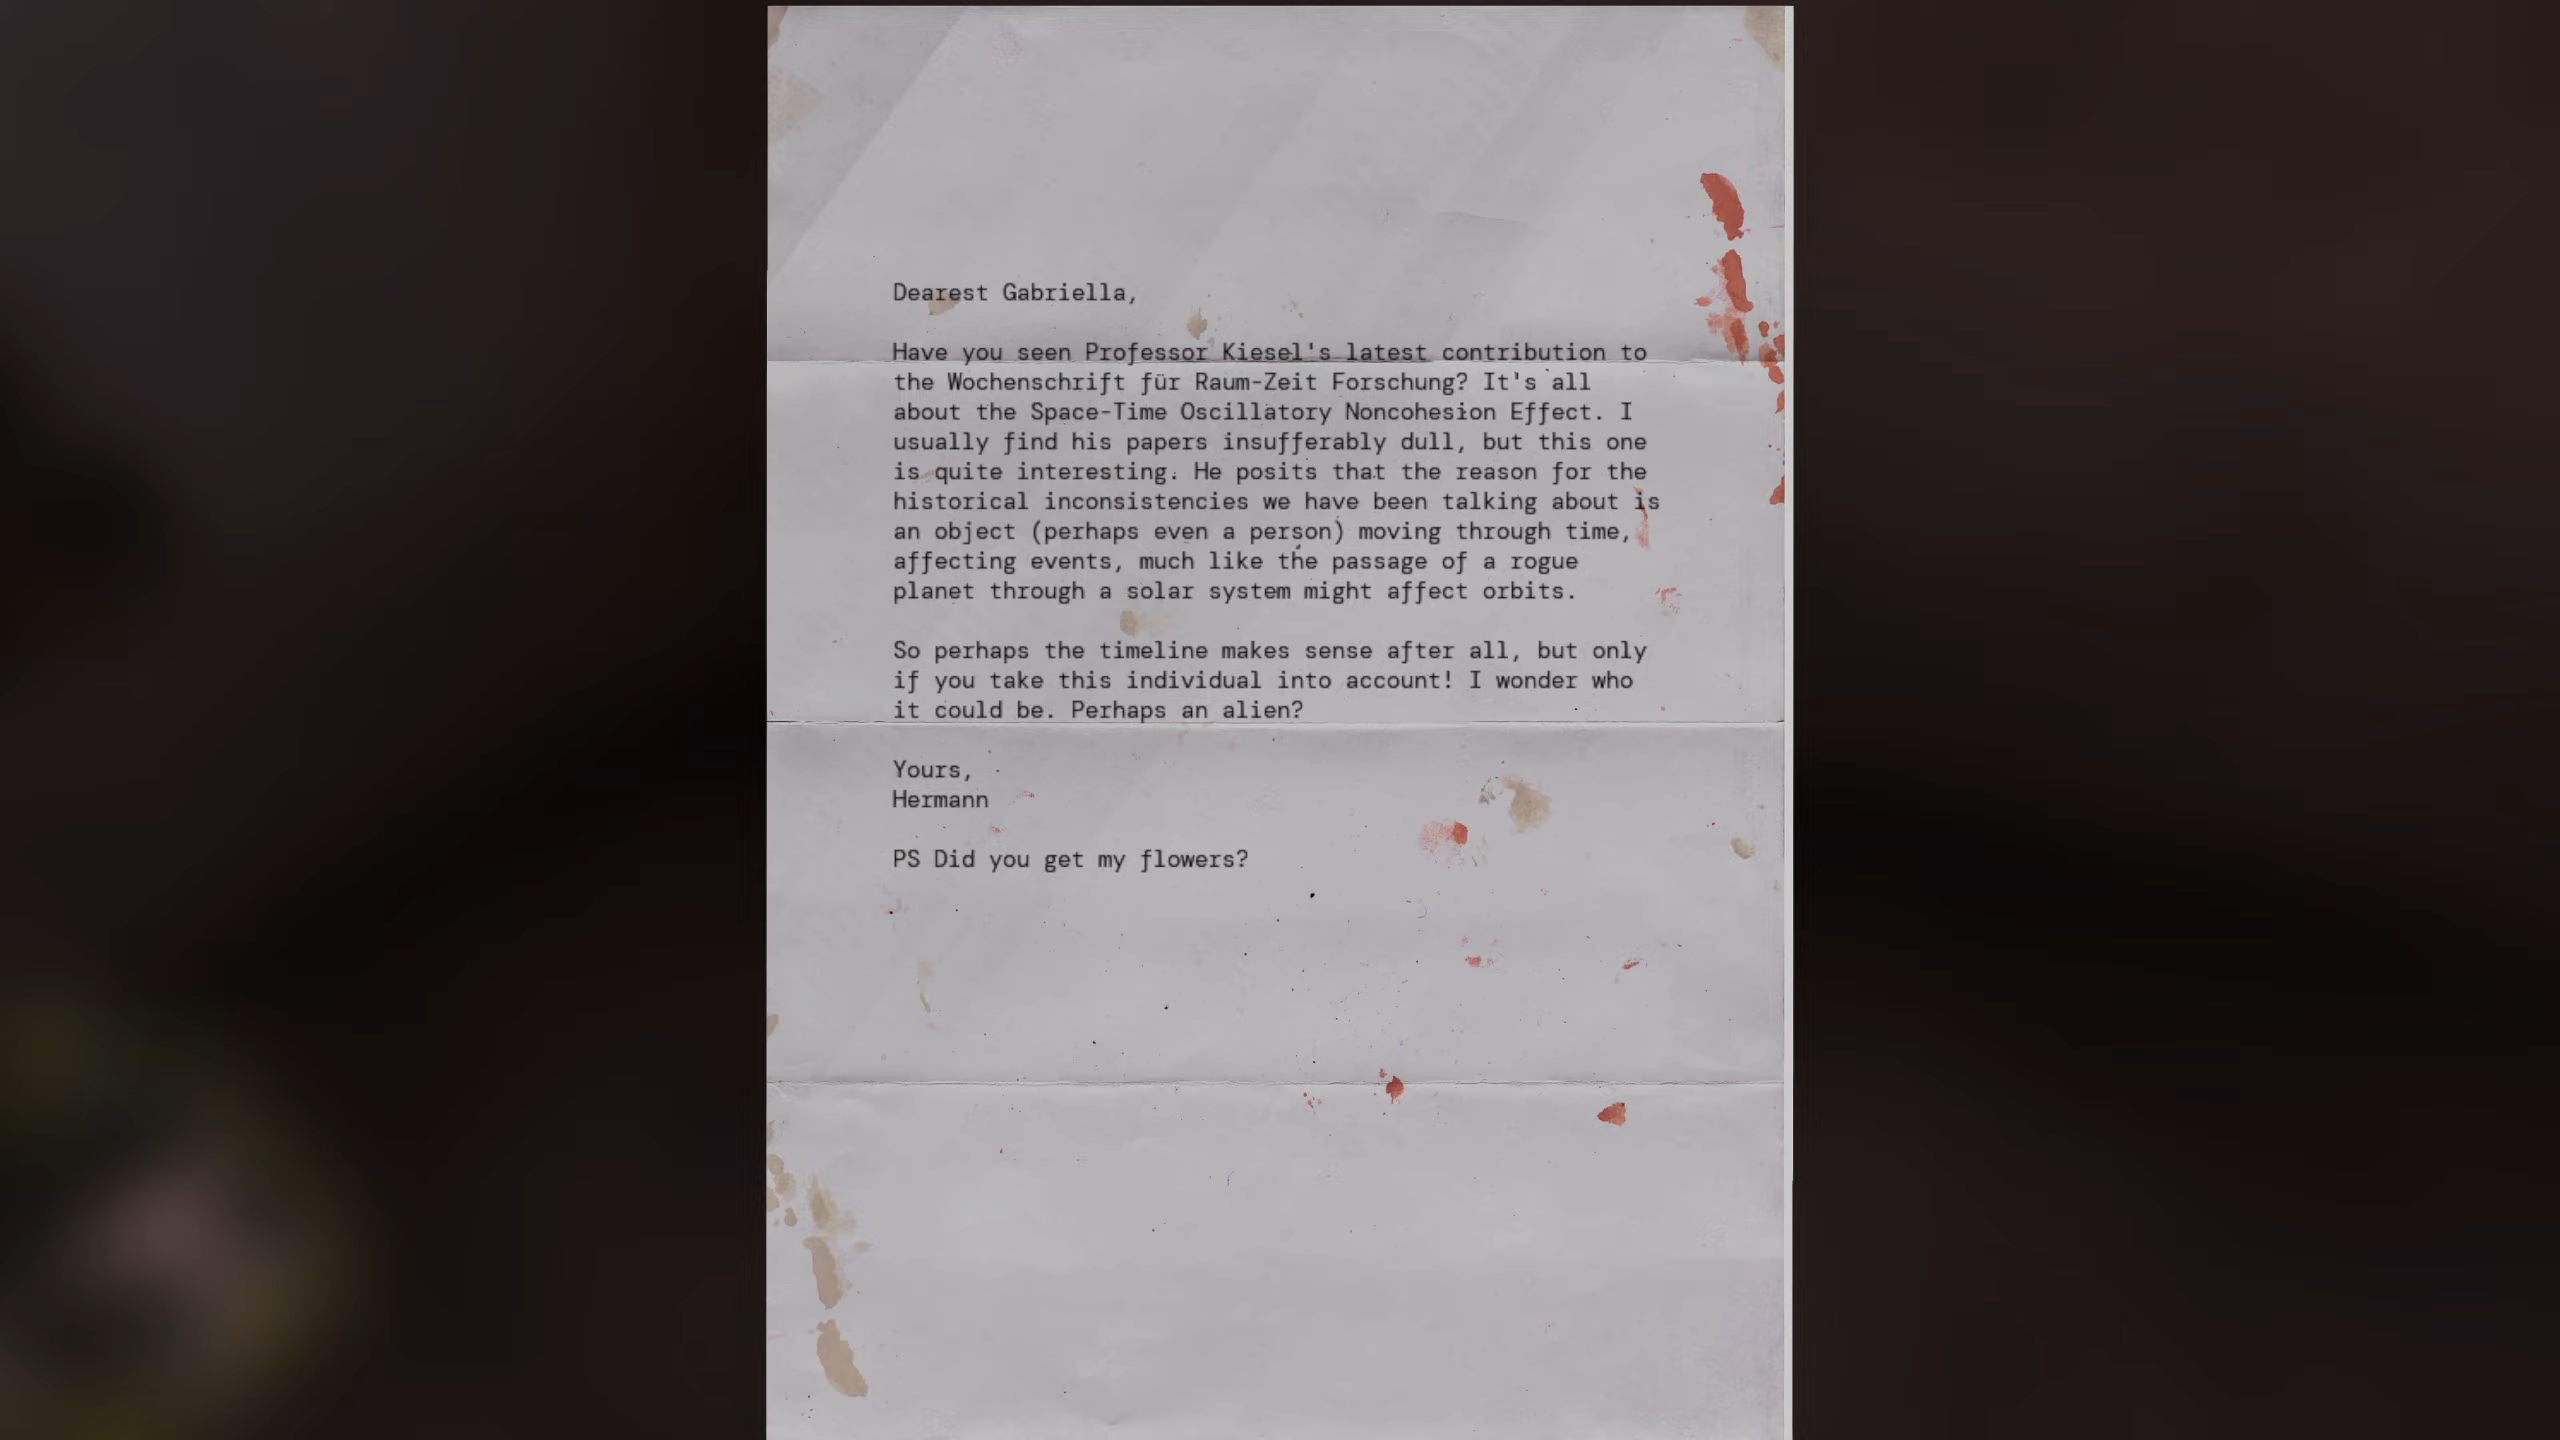 Dearest Gabriella,
Have you seen Professor Kiesel's latest contribution to
the Wochenschrift für Raum-Zeit Forschung? It's all
about the Space-Time Oscillatory Noncohesion Effect. I
usually find his papers insufferably dull, but this one
is quite interesting. He posits that the reason for the
historical inconsistencies we have been talking about is
an object (perhaps even a person) moving through time,
affecting events, much like the passage of a rogue
planet through a solar system might affect orbits.
So perhaps the timeline makes sense after all, but only
if you take this individual into account! I wonder who
it could be. Perhaps an alien?
Yours,
Hermann
PS Did you get my flowers?